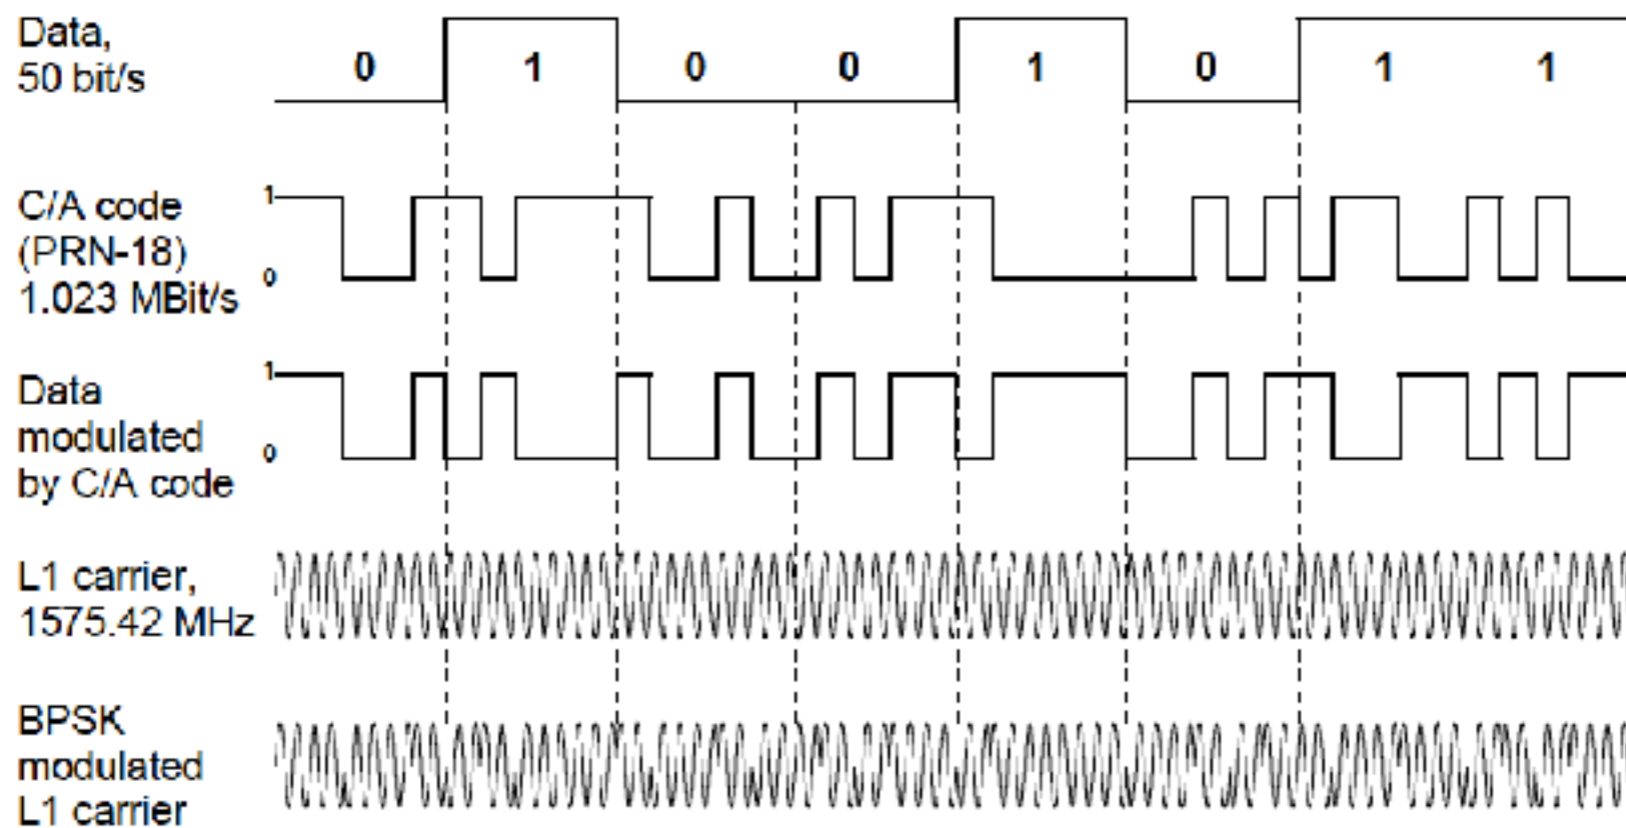 Data,
50 bit/s
0 1 0 0 1 0 1 1
C/A code
(PRN-18)
1.023 MBit/s
1
0
Data
modulated
by C/A code
1
0
L1 carrier,
1575.42 MHz
BPSK
modulated
L1 carrier